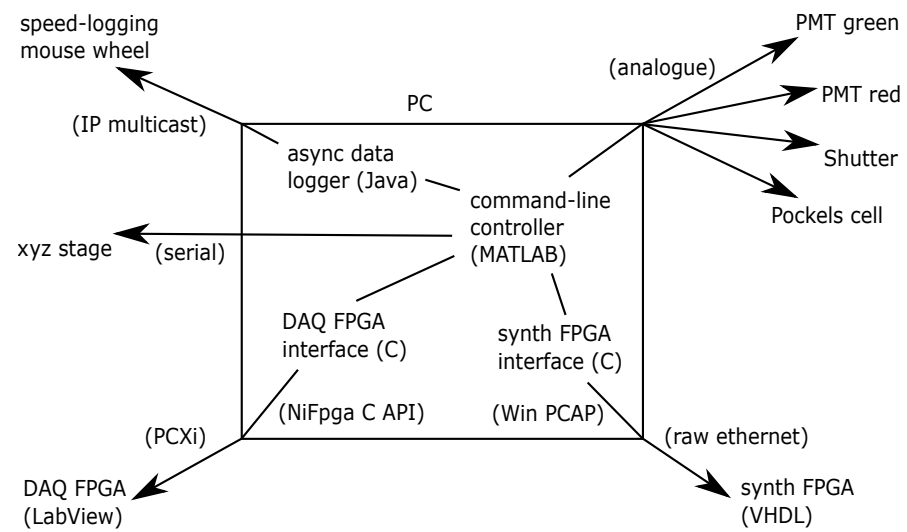 speed-logging
mouse wheel
(IP multicast)
PC
(analogue)
PMT green
PMT red
Shutter
Pockels cell
async data
logger (Java)
command-line
controller
(MATLAB)
xyz stage
(serial)
DAQ FPGA
interface (C)
synth FPGA
interface (C)
(NiFpga C API)
(Win PCAP)
(PCXi)
(raw ethernet)
DAQ FPGA
(LabView)
synth FPGA
(VHDL)